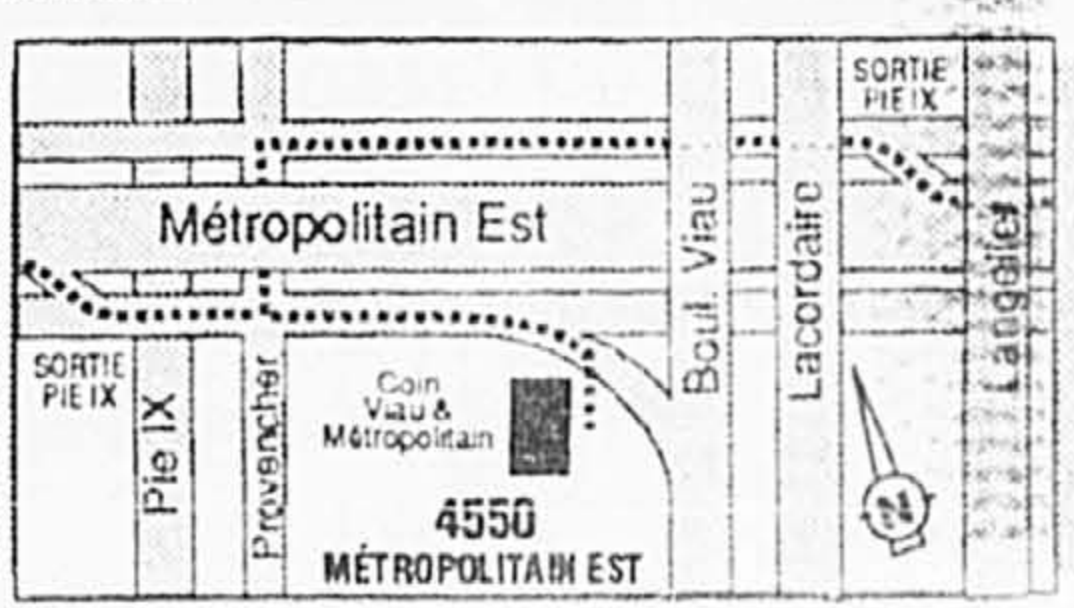 SORTIE
PIE IX
Métropolitain Est
Boul. Viau
Lacordaire
Langelier
SORTIE
PIE IX
Pie IX
Provencher
Coin
Viau &
Métropolitain
4550
MÉTROPOLITAIN EST
N